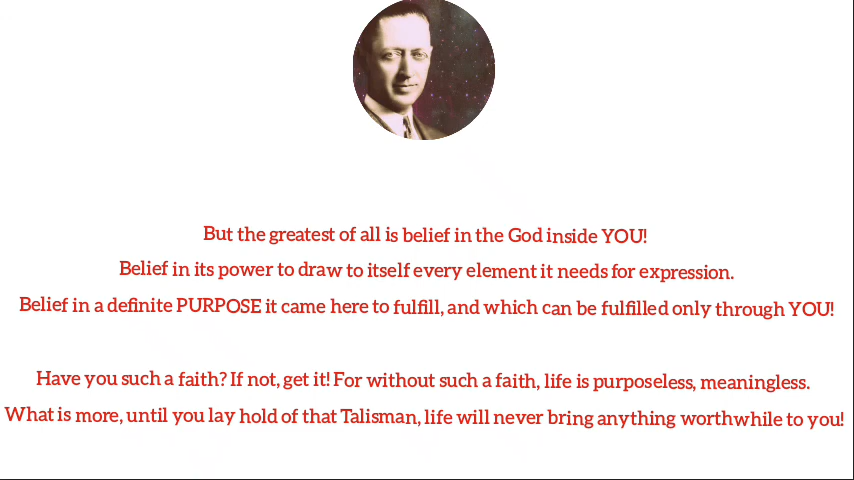 But the greatest of all is belief in the God inside YOU!
Belief in its power to draw to itself every element it needs for expression.
Belief in a definite PURPOSE it came here to fulfill, and which can be fulfilled only through YOU!
Have you such a faith? If not, get it! For without such a faith, life is purposeless, meaningless.
What is more, until you lay hold of that Talisman, life will never bring anything worthwhile to you!